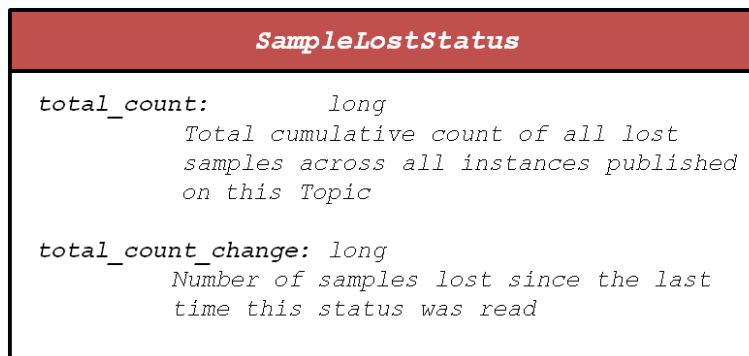 SampleLostStatus
total_count: long
Total cumulative count of all lost
samples across all instances published
on this Topic
total_count_change: long
Number of samples lost since the last
time this status was read